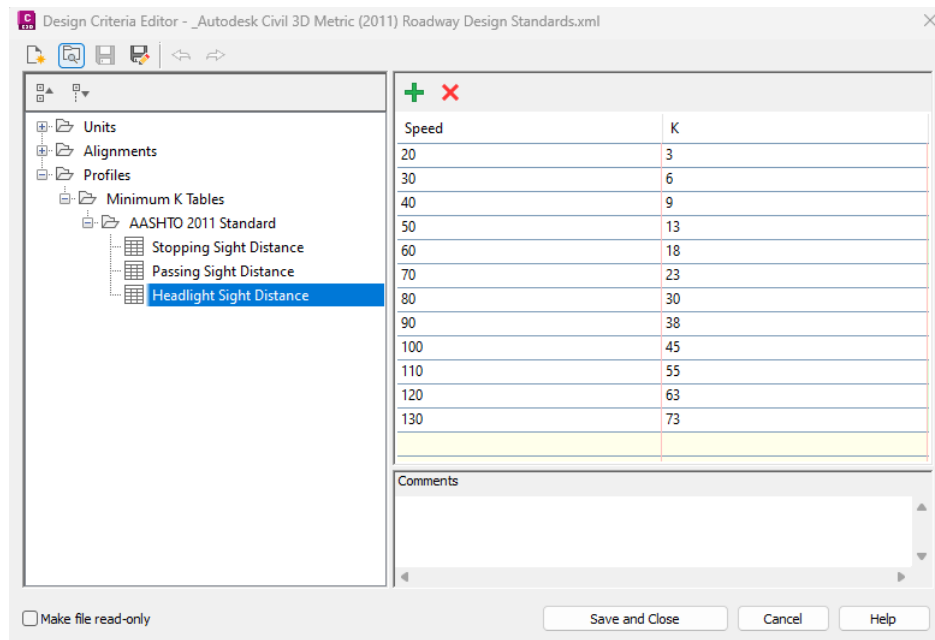 Design Criteria Editor - _Autodesk Civil 3D Metric (2011) Roadway Design Standards.xml
Units
Alignments
Profiles
Minimum K Tables
AASHTO 2011 Standard
Stopping Sight Distance
Passing Sight Distance
Headlight Sight Distance
Speed K
20 3
30 6
40 9
50 13
60 18
70 23
80 30
90 38
100 45
110 55
120 63
130 73
Comments
Make file read-only
Save and Close Cancel Help